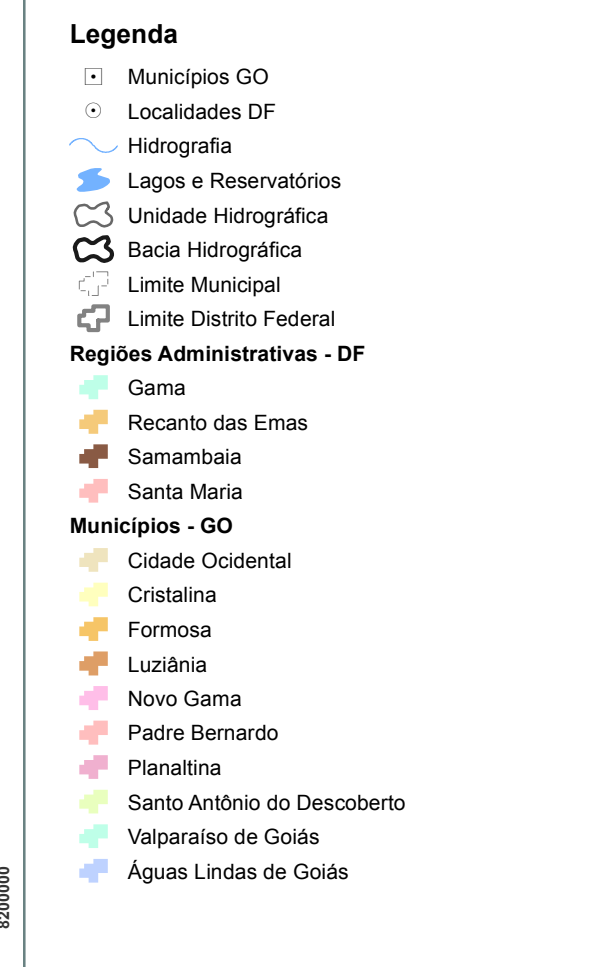 Legenda
Municípios GO
Localidades DF
Hidrografia
Lagos e Reservatórios
Unidade Hidrográfica
Bacia Hidrográfica
Limite Municipal
Limite Distrito Federal
Regiões Administrativas - DF
Gama
Recanto das Emas
Samambaia
Santa Maria
Municípios - GO
Cidade Ocidental
Cristalina
Formosa
Luziânia
Novo Gama
Padre Bernardo
Planaltina
Santo Antônio do Descoberto
Valparaíso de Goiás
Águas Lindas de Goiás
8200000